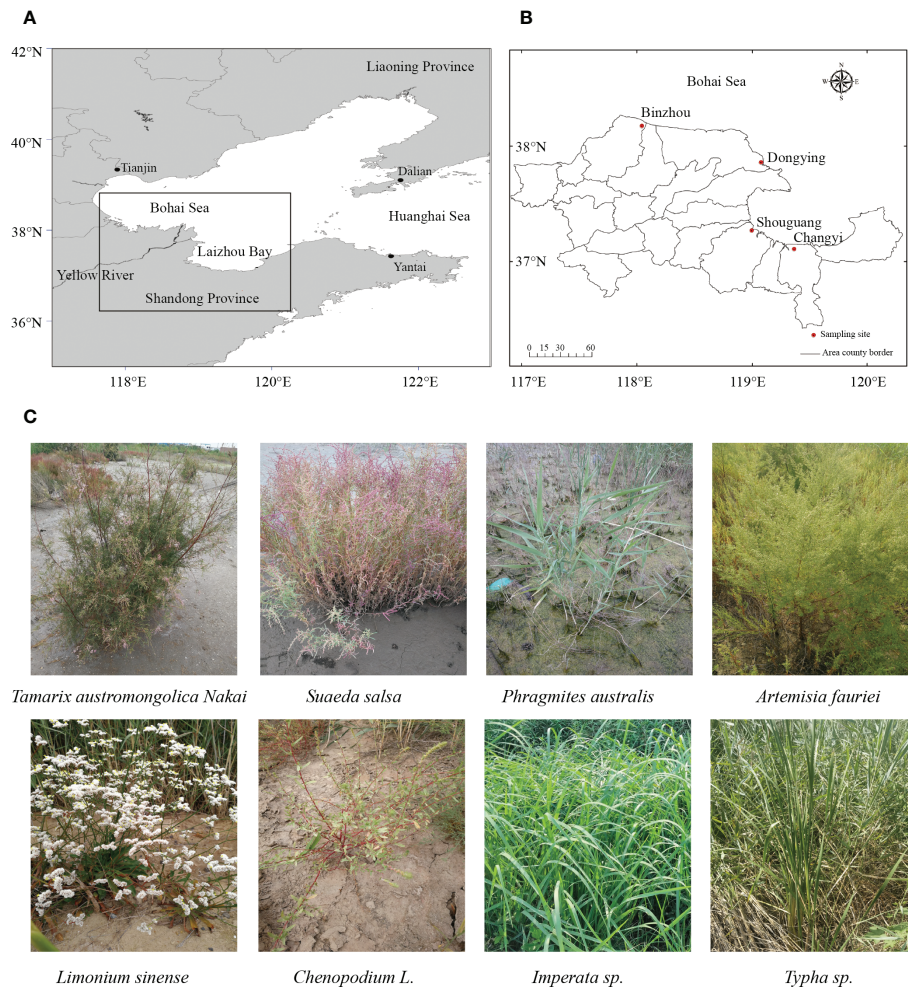 A
42°N
40°N
38°N
36°N
118°E
120°E
122°E
Liaoning Province
Tianjin
Dalian
Bohai Sea
Huanghai Sea
Laizhou Bay
Yellow River
Yantai
Shandong Province
B
Bohai Sea
N
W
E
S
Binzhou
38°N
Dongying
Shouguang
Changyi
37°N
Sampling site
0 15 30 60
Area county border
117°E
118°E
119°E
120°E
C
Tamarix austromongolica Nakai
Suaeda salsa
Phragmites australis
Artemisia fauriei
Limonium sinense
Chenopodium L.
Imperata sp.
Typha sp.